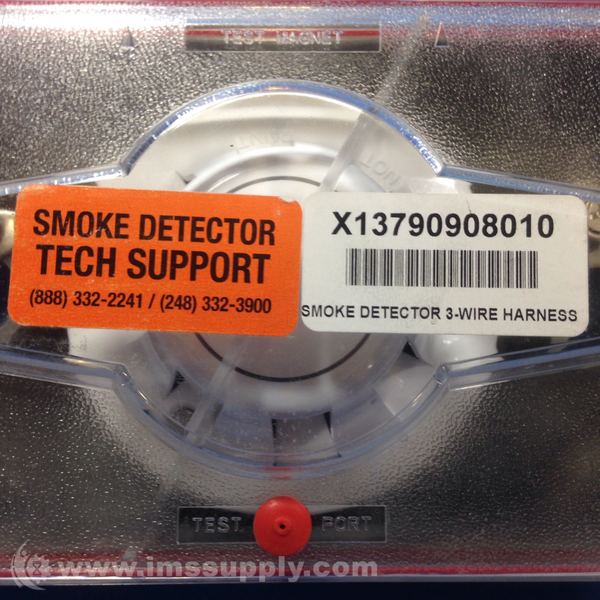 TEST MAGNET
SMOKE DETECTOR
TECH SUPPORT
(888) 332-2241 / (248) 332-3900
X13790908010
SMOKE DETECTOR 3-WIRE HARNESS
TEST PORT
www.imssupply.com